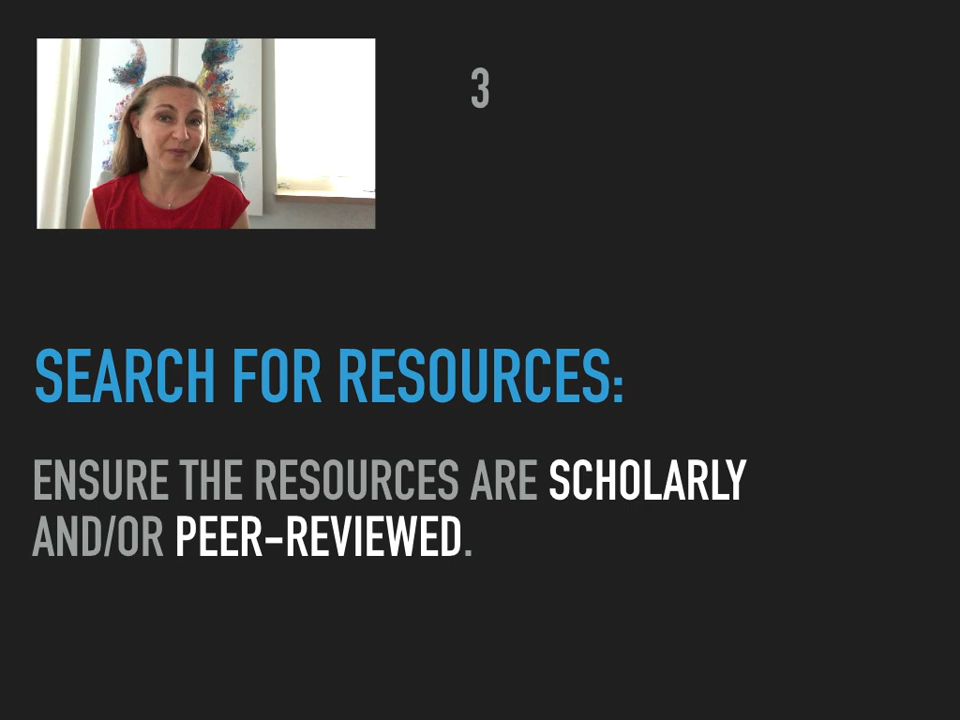 3
SEARCH FOR RESOURCES:
ENSURE THE RESOURCES ARE SCHOLARLY
AND/OR PEER-REVIEWED.